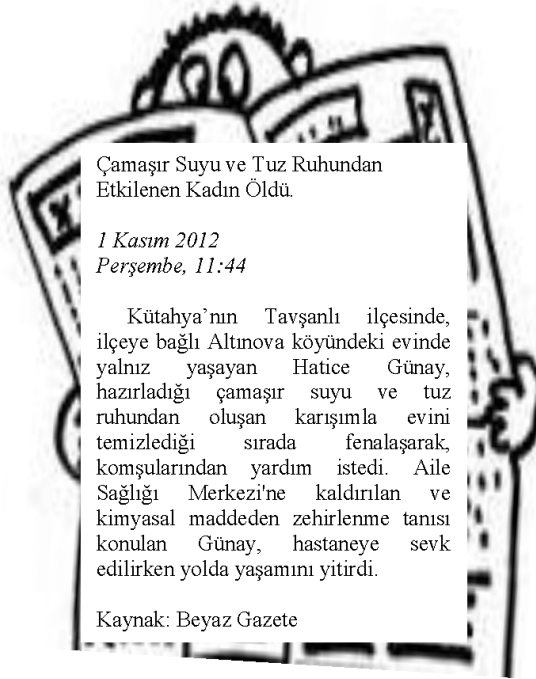 Çamaşır Suyu ve Tuz Ruhundan
Etkilenen Kadın Öldü.
1 Kasım 2012
Perşembe, 11:44
Kütahya’nın Tavşanlı ilçesinde,
ilçeye bağlı Altınova köyündeki evinde
yalnız yaşayan Hatice Günay,
hazırladığı çamaşır suyu ve tuz
ruhundan oluşan karışımla evini
temizlediği sırada fenalaşarak,
komşularından yardım istedi. Aile
Sağlığı Merkezi'ne kaldırılan ve
kimyasal maddeden zehirlenme tanısı
konulan Günay, hastaneye sevk
edilirken yolda yaşamını yitirdi.
Kaynak: Beyaz Gazete